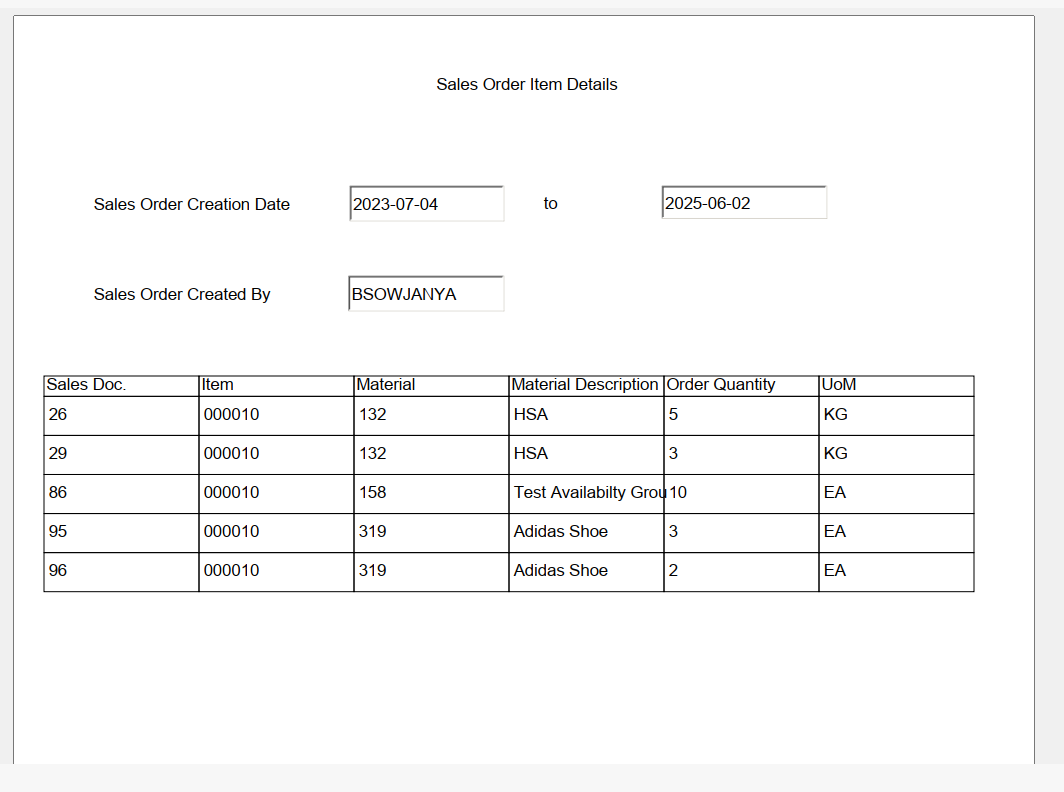 Sales Order Item Details
Sales Order Creation Date 2023-07-04 to 2025-06-02
Sales Order Created By BSOWJANYA
Sales Doc. Item Material Material Description Order Quantity UoM
26 000010 132 HSA 5 KG
29 000010 132 HSA 3 KG
86 000010 158 Test Availabilty Grou 10 EA
95 000010 319 Adidas Shoe 3 EA
96 000010 319 Adidas Shoe 2 EA